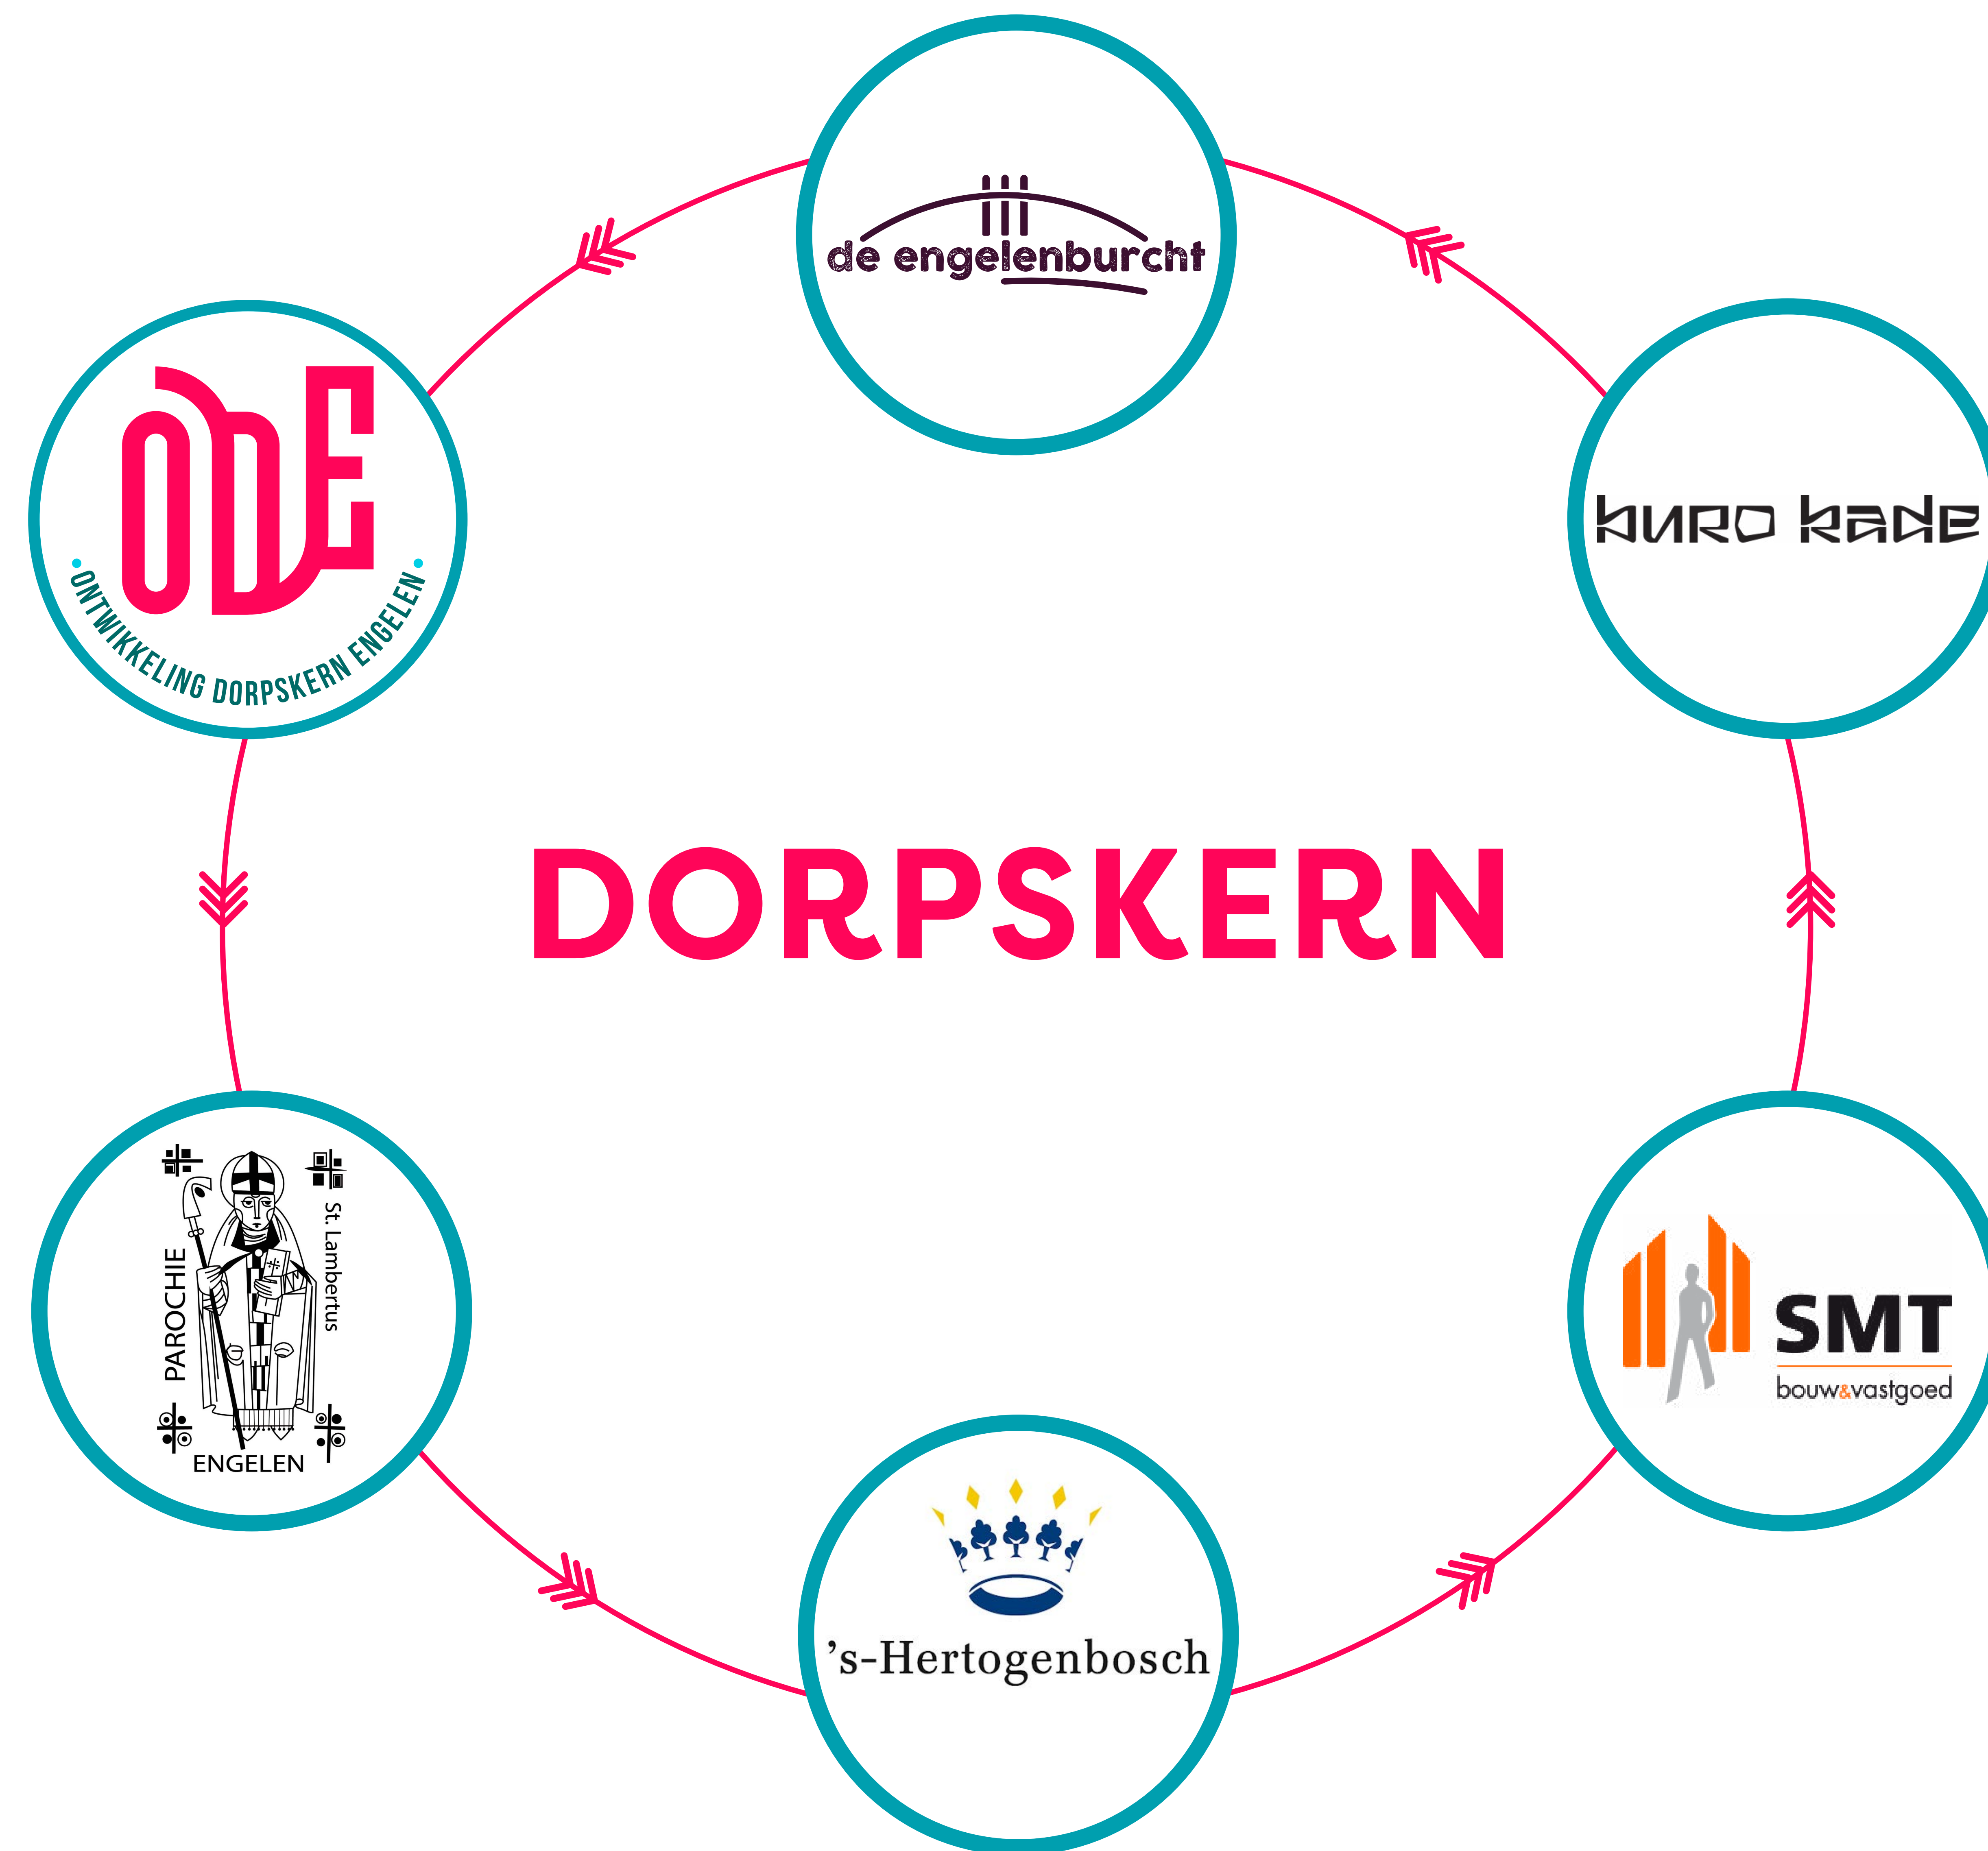 de engelenburcht
ODE
ONTWIKKELING DORPSKERN ENGELEN
buro kade
DORPSKERN
PAROCHIE
St. Lambertus
ENGELEN
SMT
bouw&vastgoed
's-Hertogenbosch